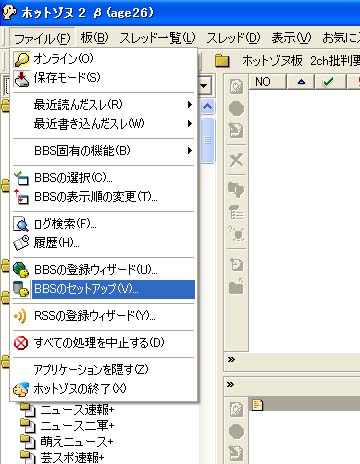 ホットゾヌ 2 β (age26)
ファイル(F) 板(B) スレッド一覧(L) スレッド(D) 表示(V) お気に
オンライン(O)
保存モード(S)
最近読んだスレ(R)
最近書き込んだスレ(W)
BBS固有の機能(B)
BBSの選択(C)...
BBSの表示順の変更(T)...
ログ検索(F)...
履歴(H)...
BBSの登録ウィザード(U)...
BBSのセットアップ(V)...
RSSの登録ウィザード(Y)...
すべての処理を中止する(D)
アプリケーションを隠す(Z)
ホットゾヌの終了(X)
ニュース速報+
ニュース二軍+
萌えニュース+
芸スポ速報+
ホットゾヌ板 2ch批判要
NO
»
»